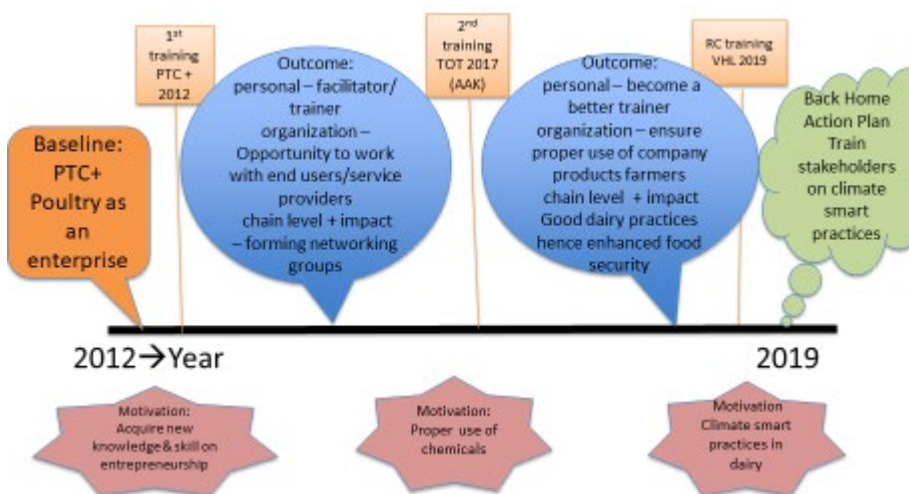 1st
training
PTC +
2012
Outcome:
personal – facilitator/
trainer
organization –
Opportunity to work
with end users/service
providers
chain level + impact
– forming networking
groups
2nd
training
TOT 2017
(AAK)
Outcome:
personal – become a
better trainer
organization – ensure
proper use of company
products farmers
chain level + impact
Good dairy practices
hence enhanced food
security
RC training
VHL 2019
Back Home
Action Plan
Train
stakeholders
on climate
smart
practices
Baseline:
PTC+
Poultry as
an
enterprise
2012→Year
2019
Motivation:
Acquire new
knowledge& skill on
entrepreneurship
Motivation:
Proper use of
chemicals
Motivation
Climate smart
practices in
dairy